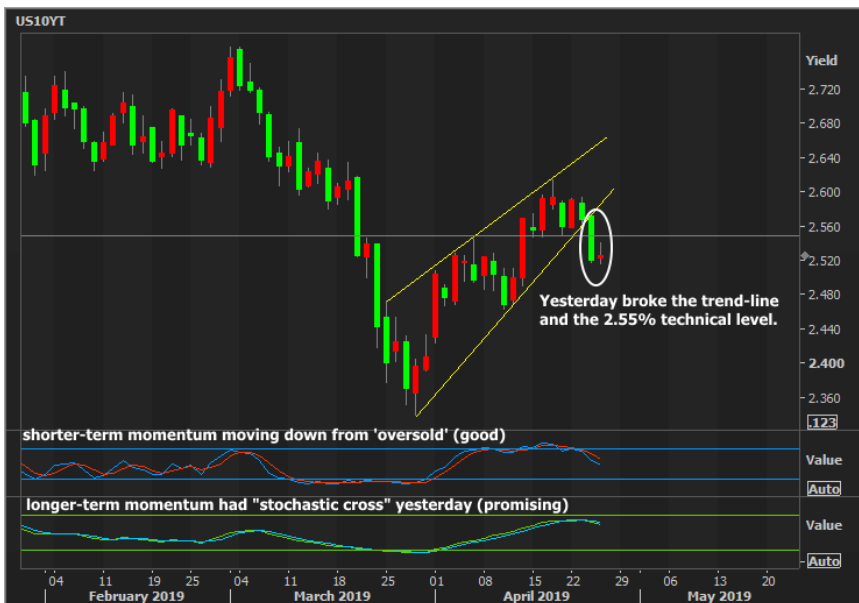 US10YT
Yield
2.720
2.680
2.640
2.600
2.560
2.520
2.480
2.440
2.400
2.360
.123
Yesterday broke the trend-line
and the 2.55% technical level.
shorter-term momentum moving down from 'oversold' (good)
Value
Auto
longer-term momentum had "stochastic cross" yesterday (promising)
Value
Auto
04 11 19 25 04 11 18 25 01 08 15 22 29 06 13 20
February 2019 March 2019 April 2019 May 2019